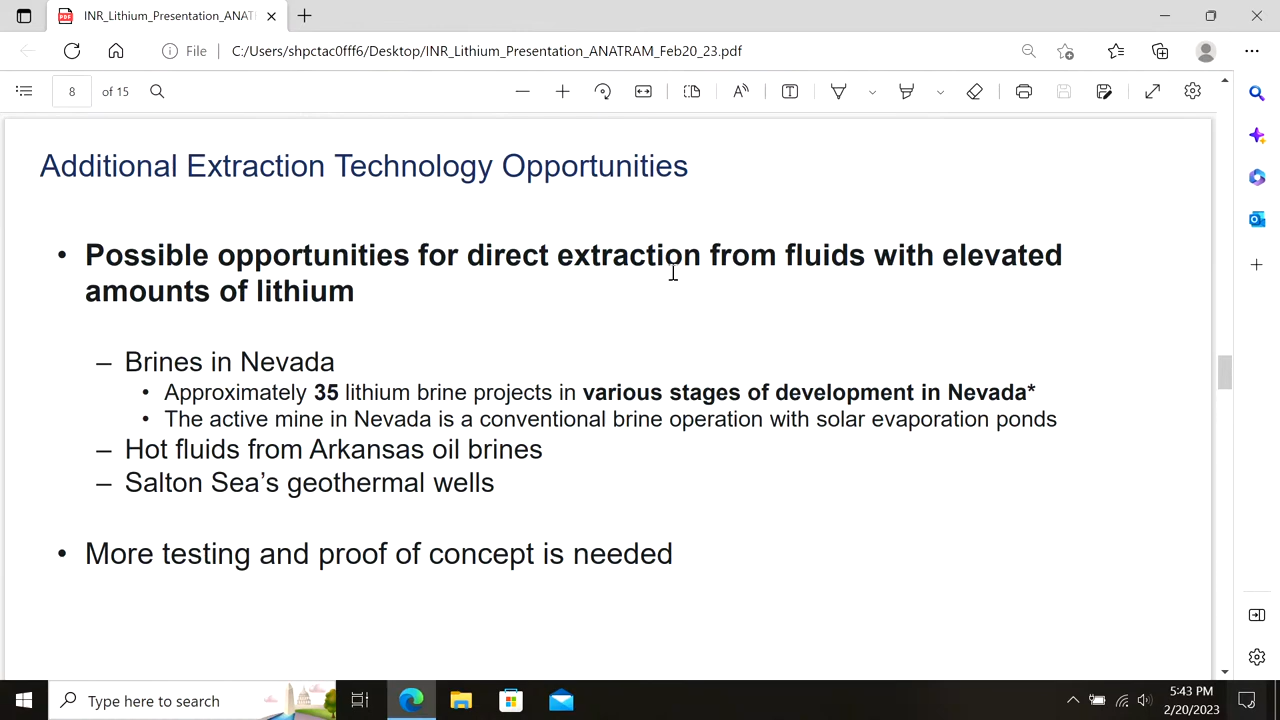 INR_Lithium_Presentation_ANATR
File
C:/Users/shpctac0fff6/Desktop/INR_Lithium_Presentation_ANATRAM_Feb20_23.pdf
8 of 15
Additional Extraction Technology Opportunities
• Possible opportunities for direct extraction from fluids with elevated
amounts of lithium
– Brines in Nevada
• Approximately 35 lithium brine projects in various stages of development in Nevada*
• The active mine in Nevada is a conventional brine operation with solar evaporation ponds
– Hot fluids from Arkansas oil brines
– Salton Sea’s geothermal wells
• More testing and proof of concept is needed
Type here to search
5:43 PM
2/20/2023